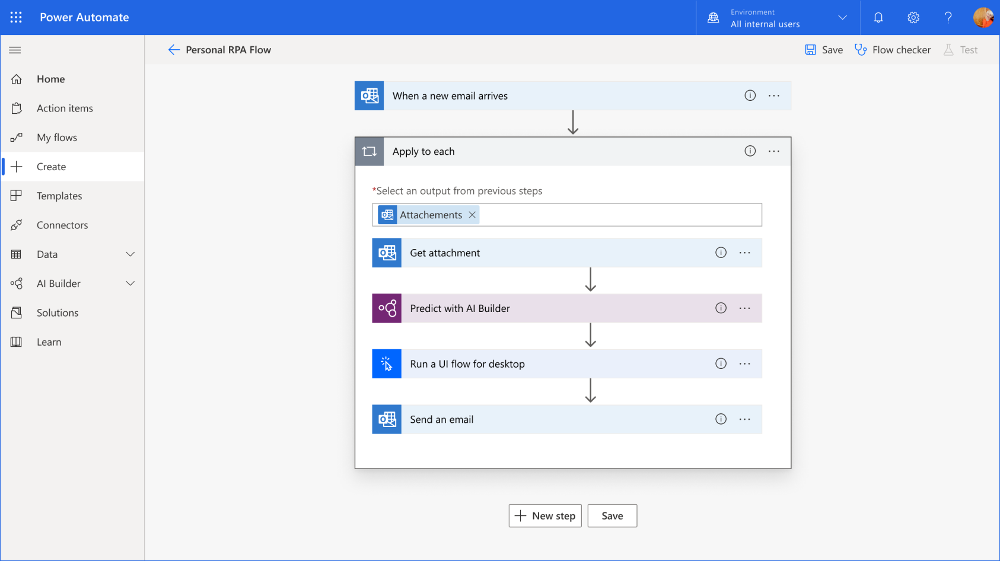 Power Automate
Environment
All internal users
Personal RPA Flow
Save
Flow checker
Test
Home
Action items
My flows
Create
Templates
Connectors
Data
AI Builder
Solutions
Learn
When a new email arrives
Apply to each
*Select an output from previous steps
Attachements
Get attachment
Predict with AI Builder
Run a UI flow for desktop
Send an email
New step
Save